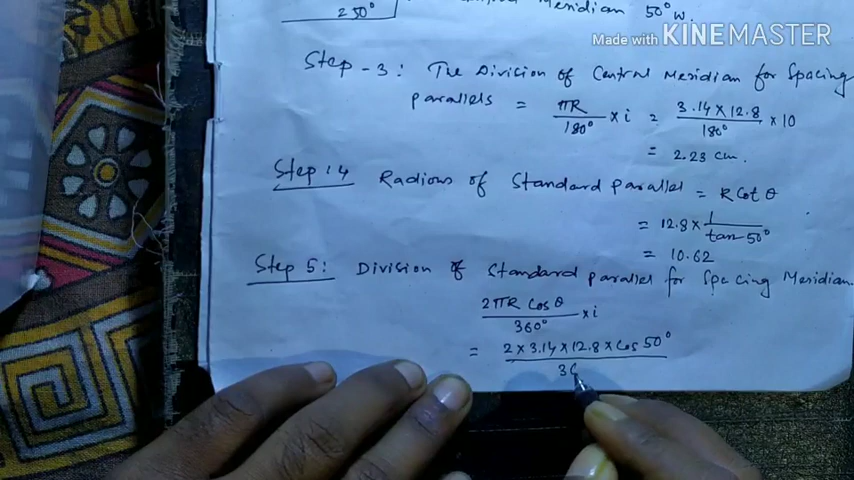 250° Meridian 50°W.
Made with KINEMASTER
Step-3: The Division of Central Meridian for Spacing
parallels = πR / 180° × i = 3.14 × 12.8 / 180° × 10
= 2.23 cm.
Step:4 Radious of Standard parallel = R Cot θ
= 12.8 × 1 / tan 50°
= 10.62
Step 5: Division of Standard parallel for Spacing Meridian.
2πR Cos θ / 360° × i
= 2 × 3.14 × 12.8 × Cos 50° / 36